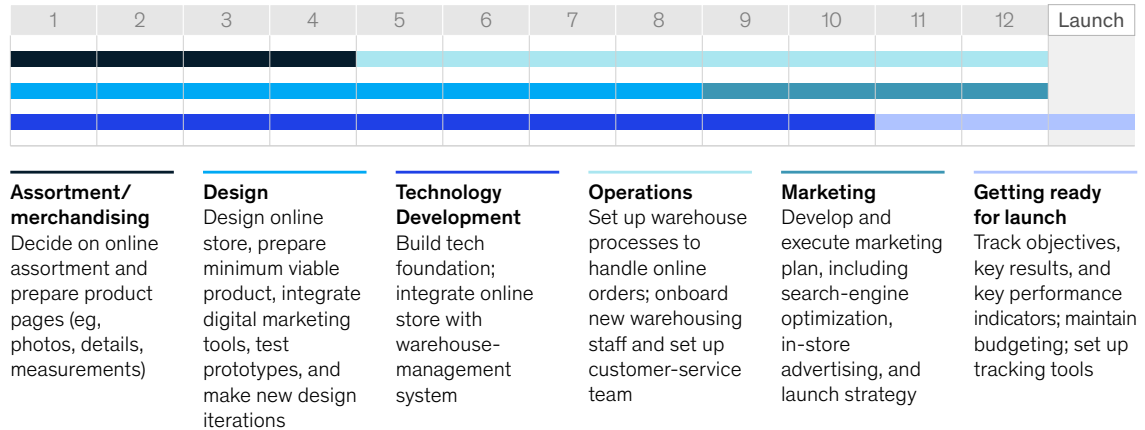 1 2 3 4 5 6 7 8 9 10 11 12 Launch
Assortment/
merchandising
Decide on online
assortment and
prepare product
pages (eg,
photos, details,
measurements)
Design
Design online
store, prepare
minimum viable
product, integrate
digital marketing
tools, test
prototypes, and
make new design
iterations
Technology
Development
Build tech
foundation;
integrate online
store with
warehouse-
management
system
Operations
Set up warehouse
processes to
handle online
orders; onboard
new warehousing
staff and set up
customer-service
team
Marketing
Develop and
execute marketing
plan, including
search-engine
optimization,
in-store
advertising, and
launch strategy
Getting ready
for launch
Track objectives,
key results, and
key performance
indicators; maintain
budgeting; set up
tracking tools